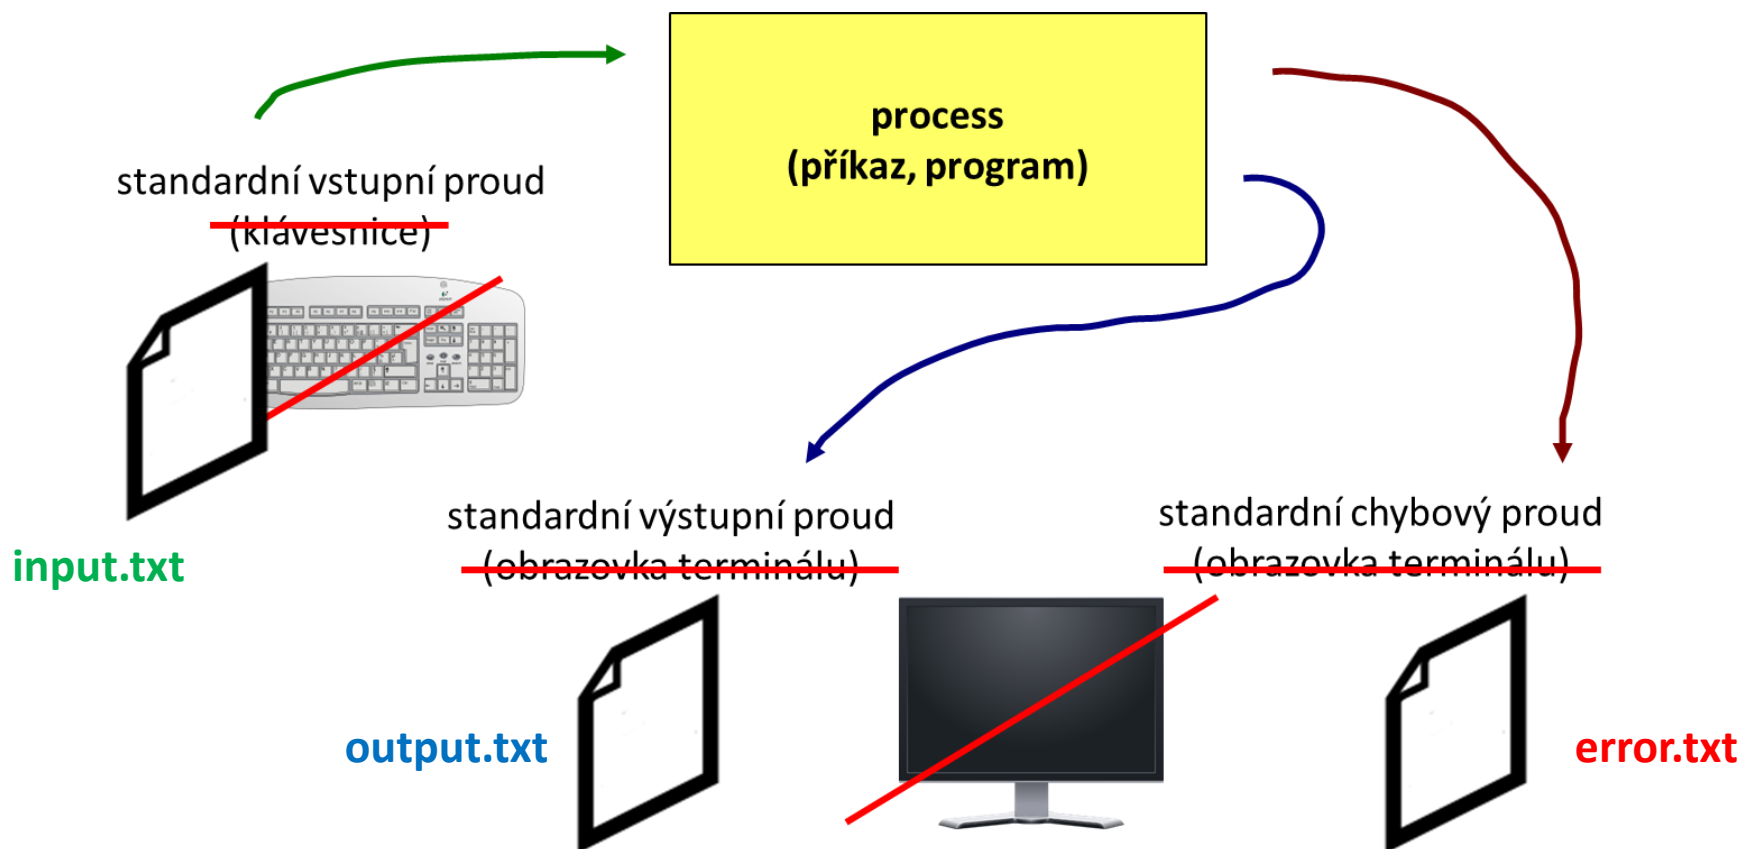 process
(příkaz, program)
standardní vstupní proud
(klávesnice)
input.txt
standardní výstupní proud
(obrazovka terminálu)
output.txt
standardní chybový proud
(obrazovka terminálu)
error.txt